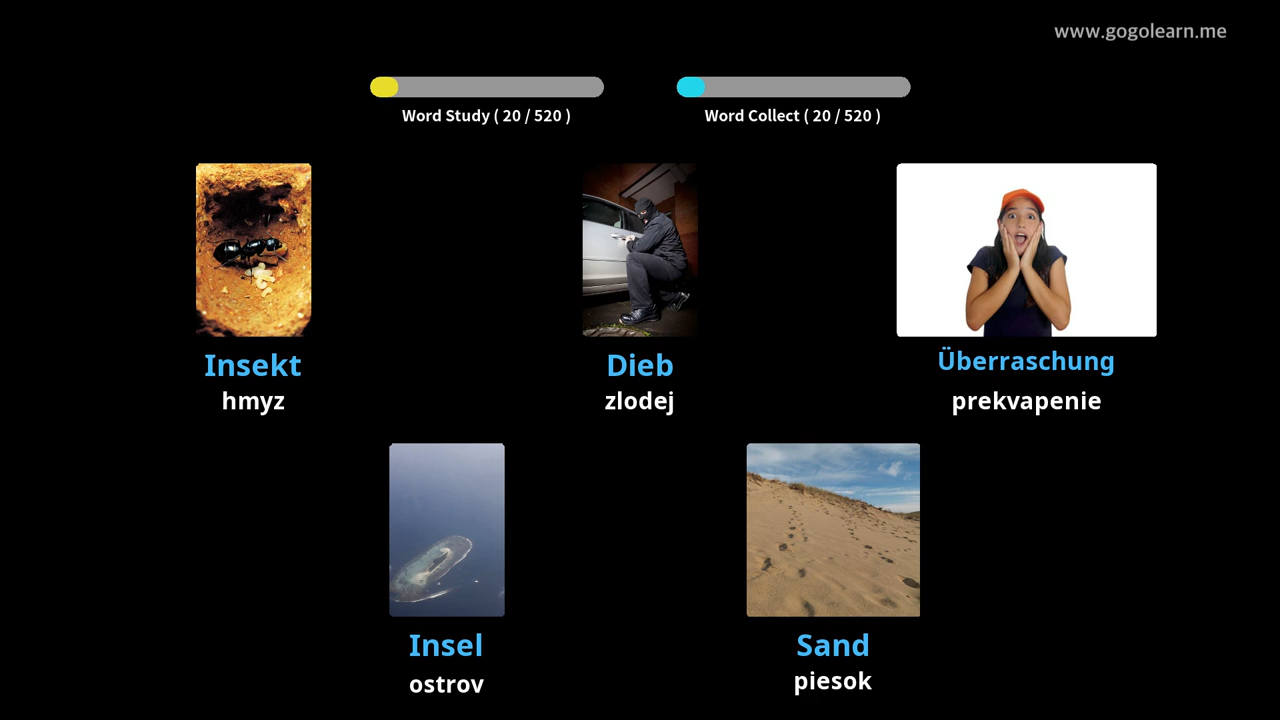 www.gogolearn.me
Word Study ( 20 / 520 )
Word Collect ( 20 / 520 )
Insekt
hmyz
Dieb
zlodej
Überraschung
prekvapenie
Insel
ostrov
Sand
piesok